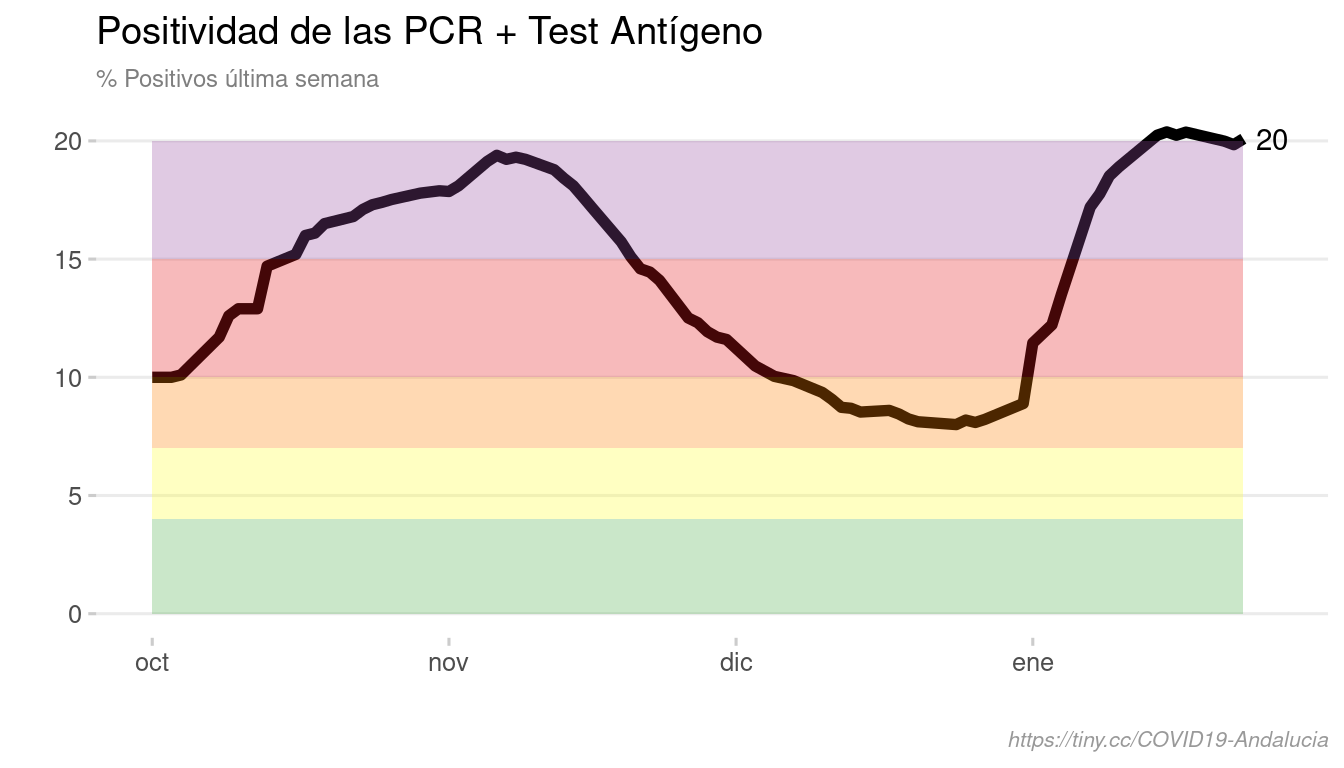 Positividad de las PCR + Test Antígeno
% Positivos última semana
20
20
15
10
5
0
oct nov dic ene
https://tiny.cc/COVID19-Andalucia